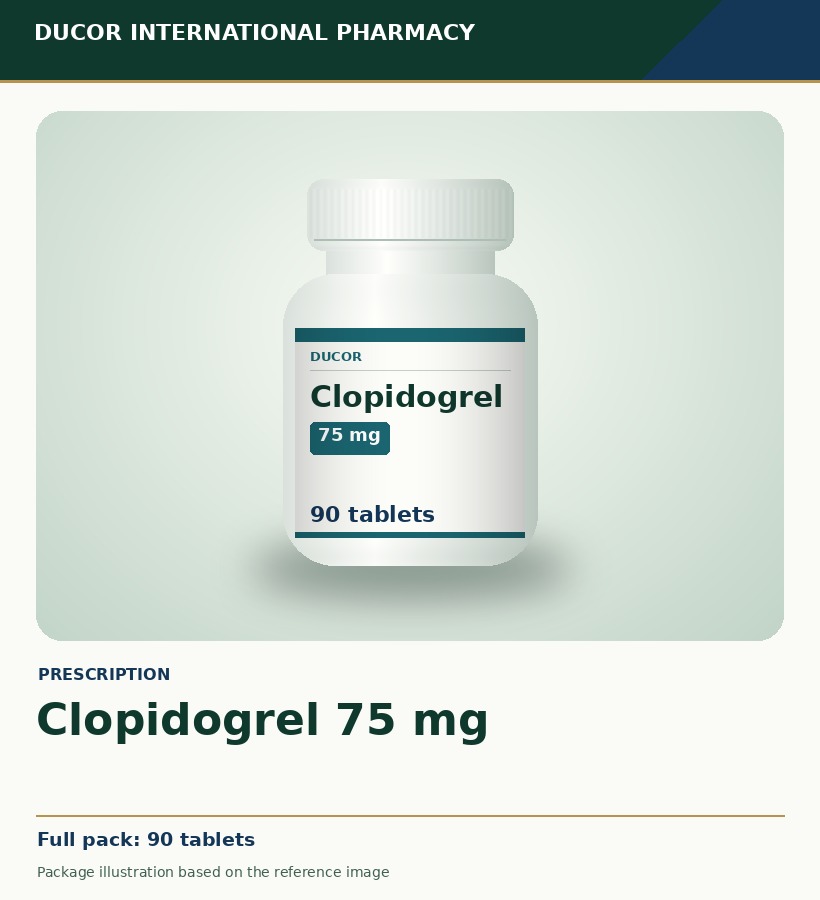 DUCOR INTERNATIONAL PHARMACY
DUCOR
Clopidogrel
75 mg
90 tablets
PRESCRIPTION
Clopidogrel 75 mg
Full pack: 90 tablets
Package illustration based on the reference image